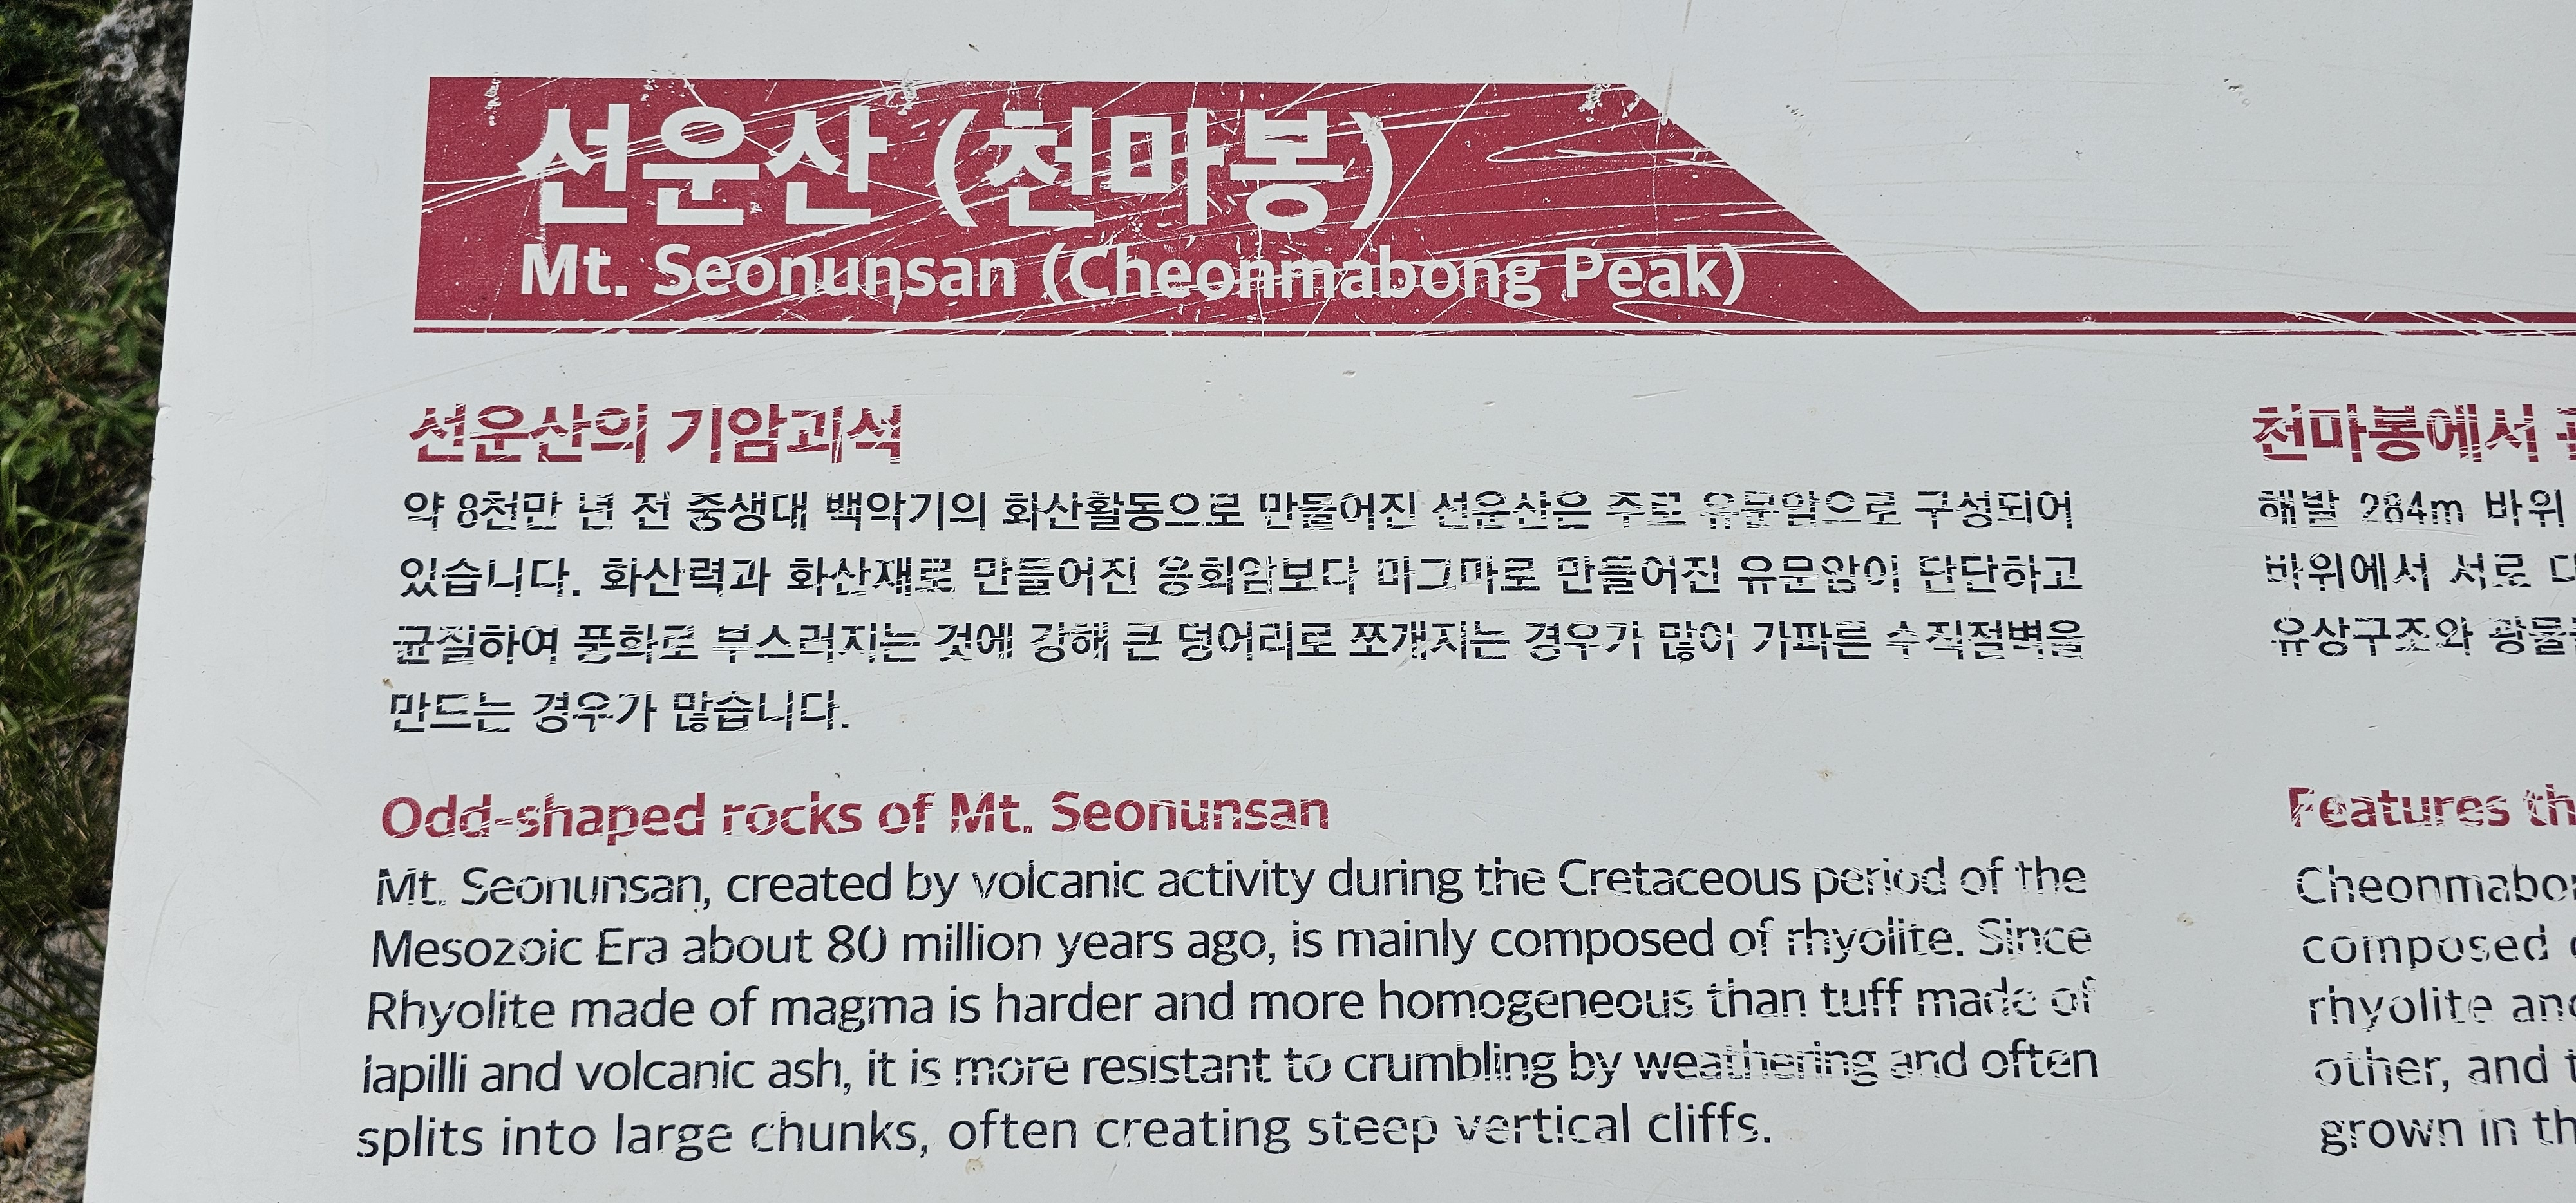 선운산 (천마봉)
Mt. Seonunsan (Cheonmabong Peak)
선운산의 기암괴석
약 8천만 년 전 중생대 백악기의 화산활동으로 만들어진 선운산은 주로 유문암으로 구성되어
있습니다. 화산력과 화산재로 만들어진 응회암보다 마그마로 만들어진 유문암이 단단하고
균질하여 풍화로 부스러지는 것에 강해 큰 덩어리로 쪼개지는 경우가 많아 가파른 수직절벽을
만드는 경우가 많습니다.
Odd-shaped rocks of Mt. Seonunsan
Mt. Seonunsan, created by volcanic activity during the Cretaceous period of the
Mesozoic Era about 80 million years ago, is mainly composed of rhyolite. Since
Rhyolite made of magma is harder and more homogeneous than tuff made of
lapilli and volcanic ash, it is more resistant to crumbling by weathering and often
splits into large chunks, often creating steep vertical cliffs.
천마봉에서
해발 284m 바위
바위에서 서로
유상구조와
Features
composed
rhyolite
other, and
grown in